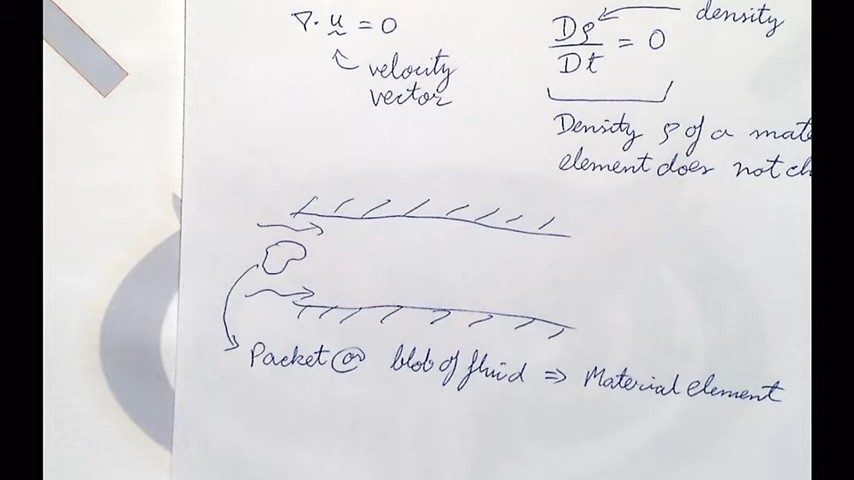 ∇ · u = 0
velocity
vector
density
Dρ/Dt = 0
Density ρ of a mate
element does not ch
Packet (or) blob of fluid ⇒ Material element